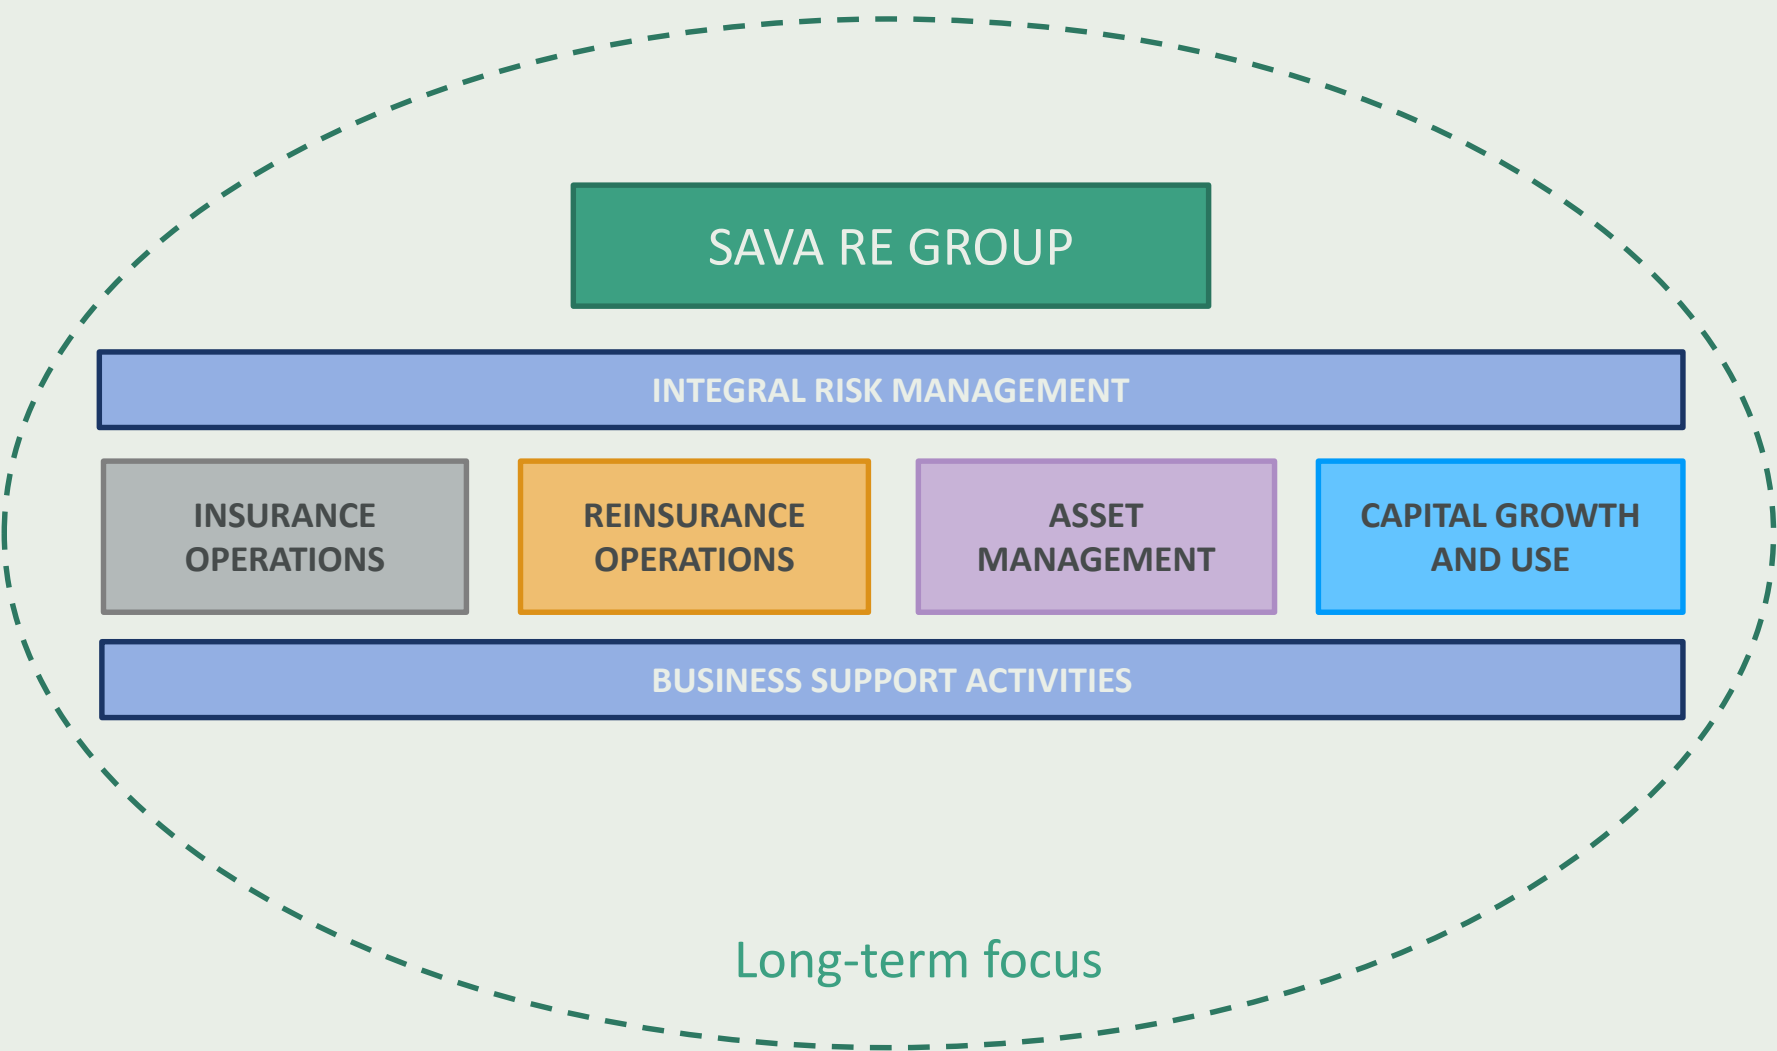 SAVA RE GROUP
INTEGRAL RISK MANAGEMENT
INSURANCE
OPERATIONS
REINSURANCE
OPERATIONS
ASSET
MANAGEMENT
CAPITAL GROWTH
AND USE
BUSINESS SUPPORT ACTIVITIES
Long-term focus